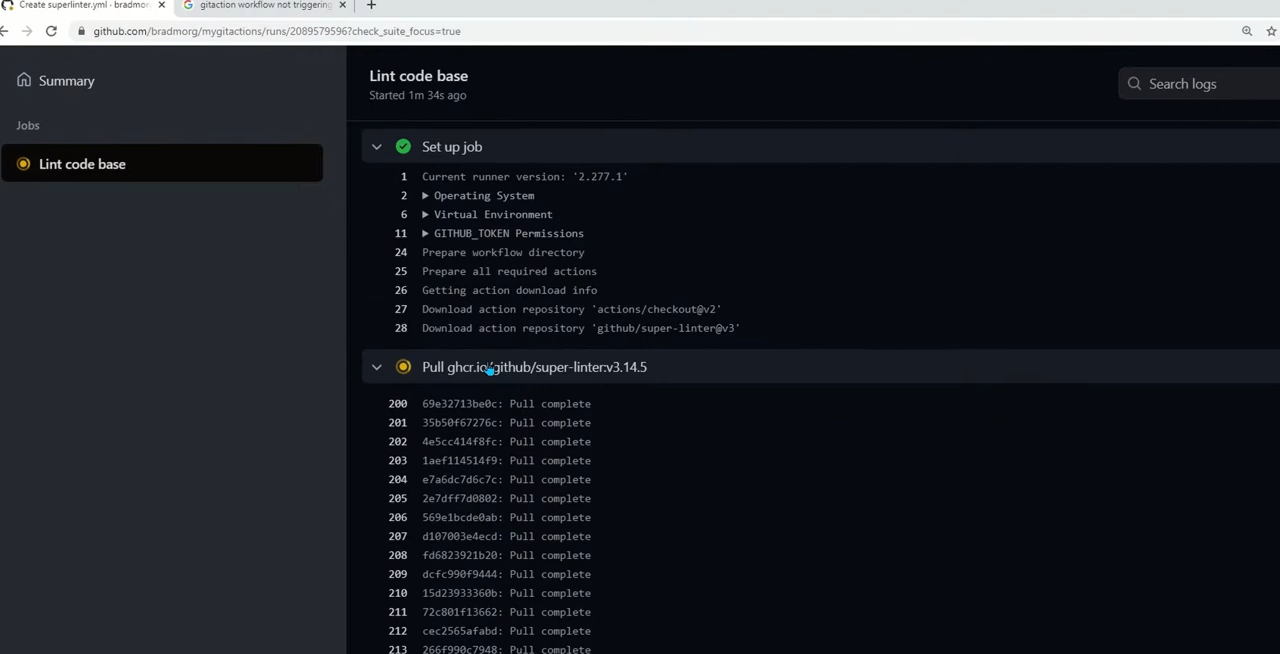 Create superlinter.yml · bradmor
gitaction workflow not triggering
github.com/bradmorg/mygitactions/runs/2089579596?check_suite_focus=true
Summary
Jobs
Lint code base
Lint code base
Started 1m 34s ago
Search logs
Set up job
1 Current runner version: '2.277.1'
2 ▶ Operating System
6 ▶ Virtual Environment
11 ▶ GITHUB_TOKEN Permissions
24 Prepare workflow directory
25 Prepare all required actions
26 Getting action download info
27 Download action repository 'actions/checkout@v2'
28 Download action repository 'github/super-linter@v3'
Pull ghcr.io/github/super-linter:v3.14.5
200 69e32713be0c: Pull complete
201 35b50f67276c: Pull complete
202 4e5cc414f8fc: Pull complete
203 1aef114514f9: Pull complete
204 e7a6dc7d6c7c: Pull complete
205 2e7dff7d0802: Pull complete
206 569e1bcde0ab: Pull complete
207 d107003e4ecd: Pull complete
208 fd6823921b20: Pull complete
209 dcfc990f9444: Pull complete
210 15d23933360b: Pull complete
211 72c801f13662: Pull complete
212 cec2565afabd: Pull complete
213 266f990c7948: Pull complete